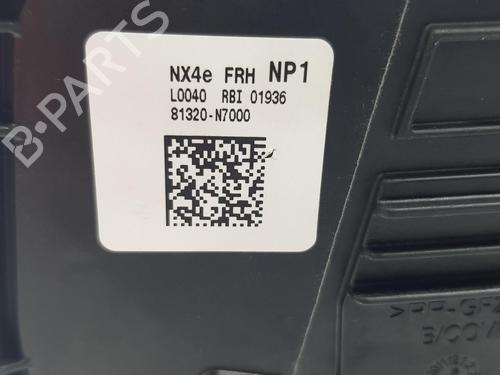 B-PARTS
NX4e FRH NP1
L0040 RBI 01936
81320-N7000